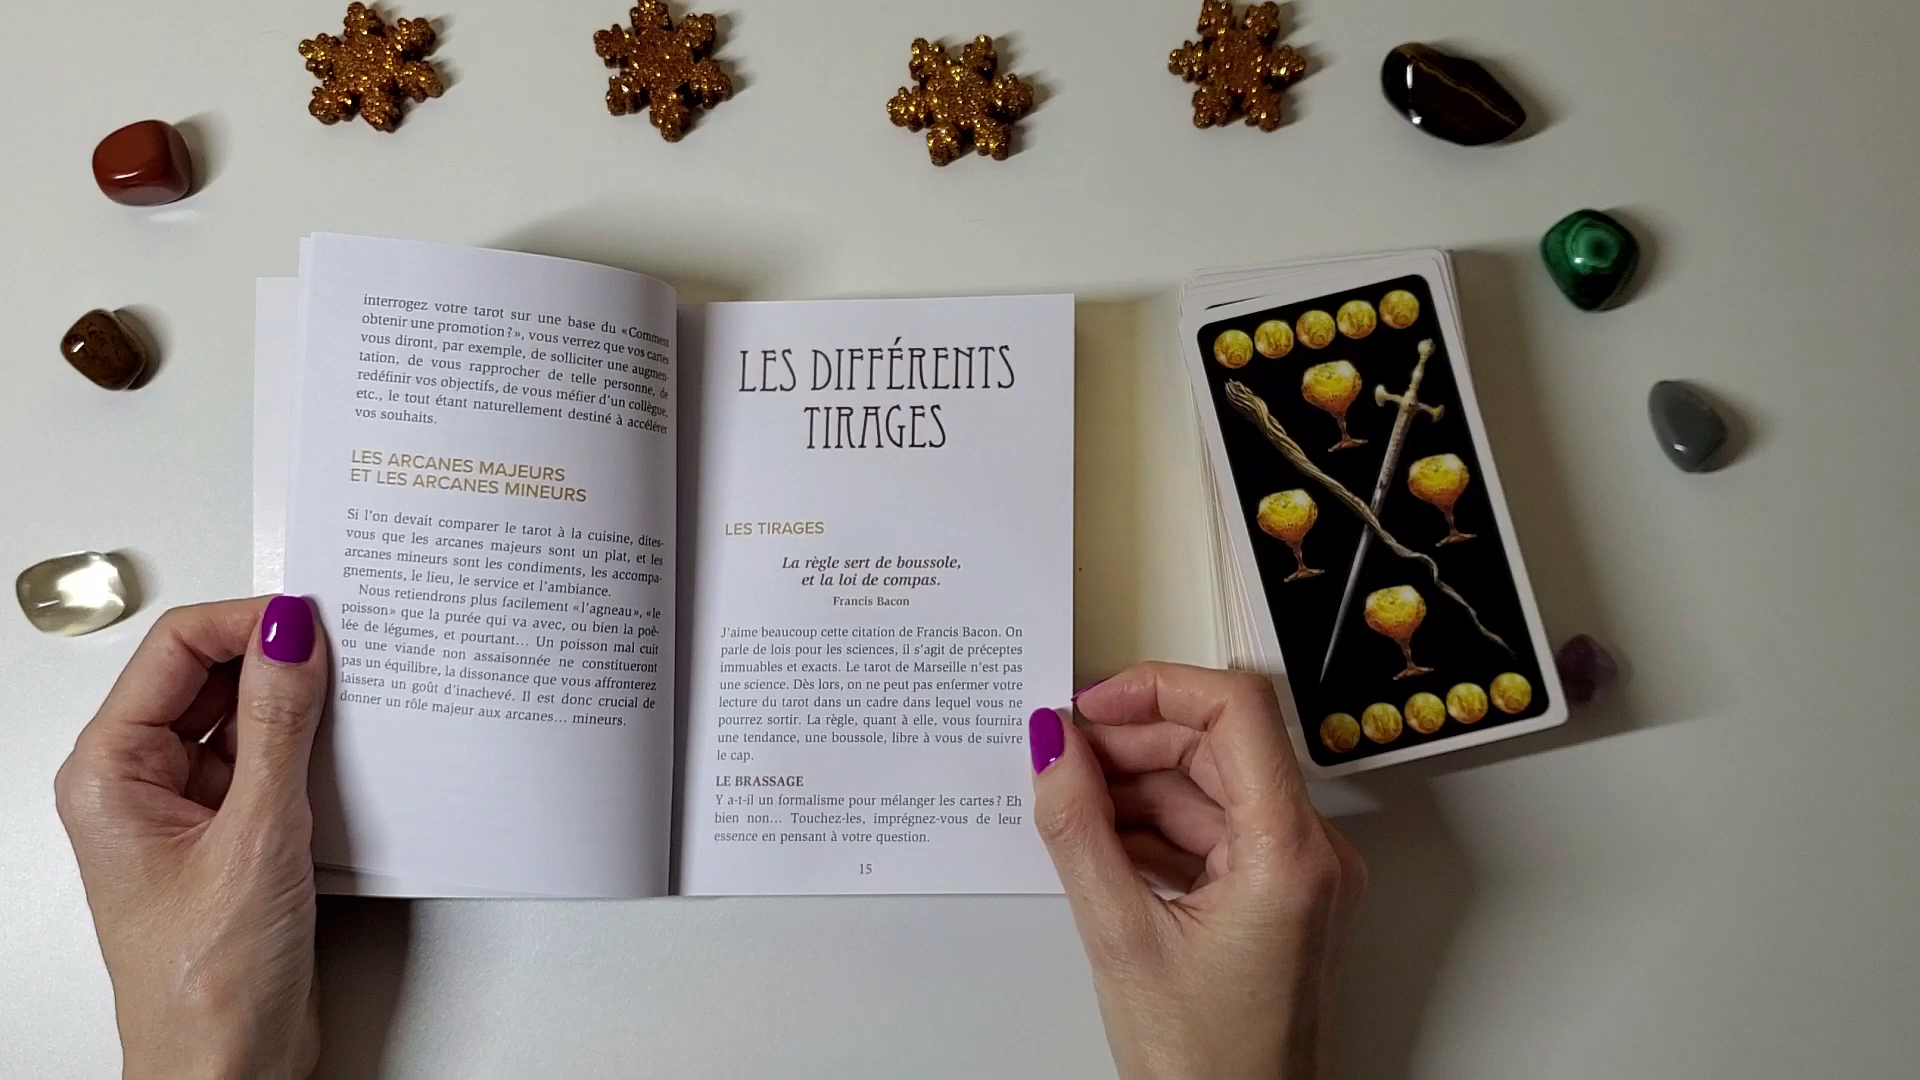 interrogez votre tarot sur une base du «Comment
obtenir une promotion?», vous verrez que vos cartes
vous diront, par exemple, de solliciter une augmen-
tation, de vous rapprocher de telle personne, de
redéfinir vos objectifs, de vous méfier d'un collègue,
etc., le tout étant naturellement destiné à accélérer
vos souhaits.
LES ARCANES MAJEURS
ET LES ARCANES MINEURS
Si l'on devait comparer le tarot à la cuisine, dites-
vous que les arcanes majeurs sont un plat, et les
arcanes mineurs sont les condiments, les accompa-
gnements, le lieu, le service et l'ambiance.
Nous retiendrons plus facilement «l'agneau», «le
poisson» que la purée qui va avec, ou bien la poê-
lée de légumes, et pourtant… Un poisson mal cuit
ou une viande non assaisonnée ne constitueront
pas un équilibre, la dissonance que vous affronterez
laissera un goût d'inachevé. Il est donc crucial de
donner un rôle majeur aux arcanes… mineurs.
LES DIFFÉRENTS
TIRAGES
LES TIRAGES
La règle sert de boussole,
et la loi de compas.
Francis Bacon
J'aime beaucoup cette citation de Francis Bacon. On
parle de lois pour les sciences, il s'agit de préceptes
immuables et exacts. Le tarot de Marseille n'est pas
une science. Dès lors, on ne peut pas enfermer votre
lecture du tarot dans un cadre dans lequel vous ne
pourrez sortir. La règle, quant à elle, vous fournira
une tendance, une boussole, libre à vous de suivre
le cap.
LE BRASSAGE
Y a-t-il un formalisme pour mélanger les cartes? Eh
bien non… Touchez-les, imprégnez-vous de leur
essence en pensant à votre question.
15